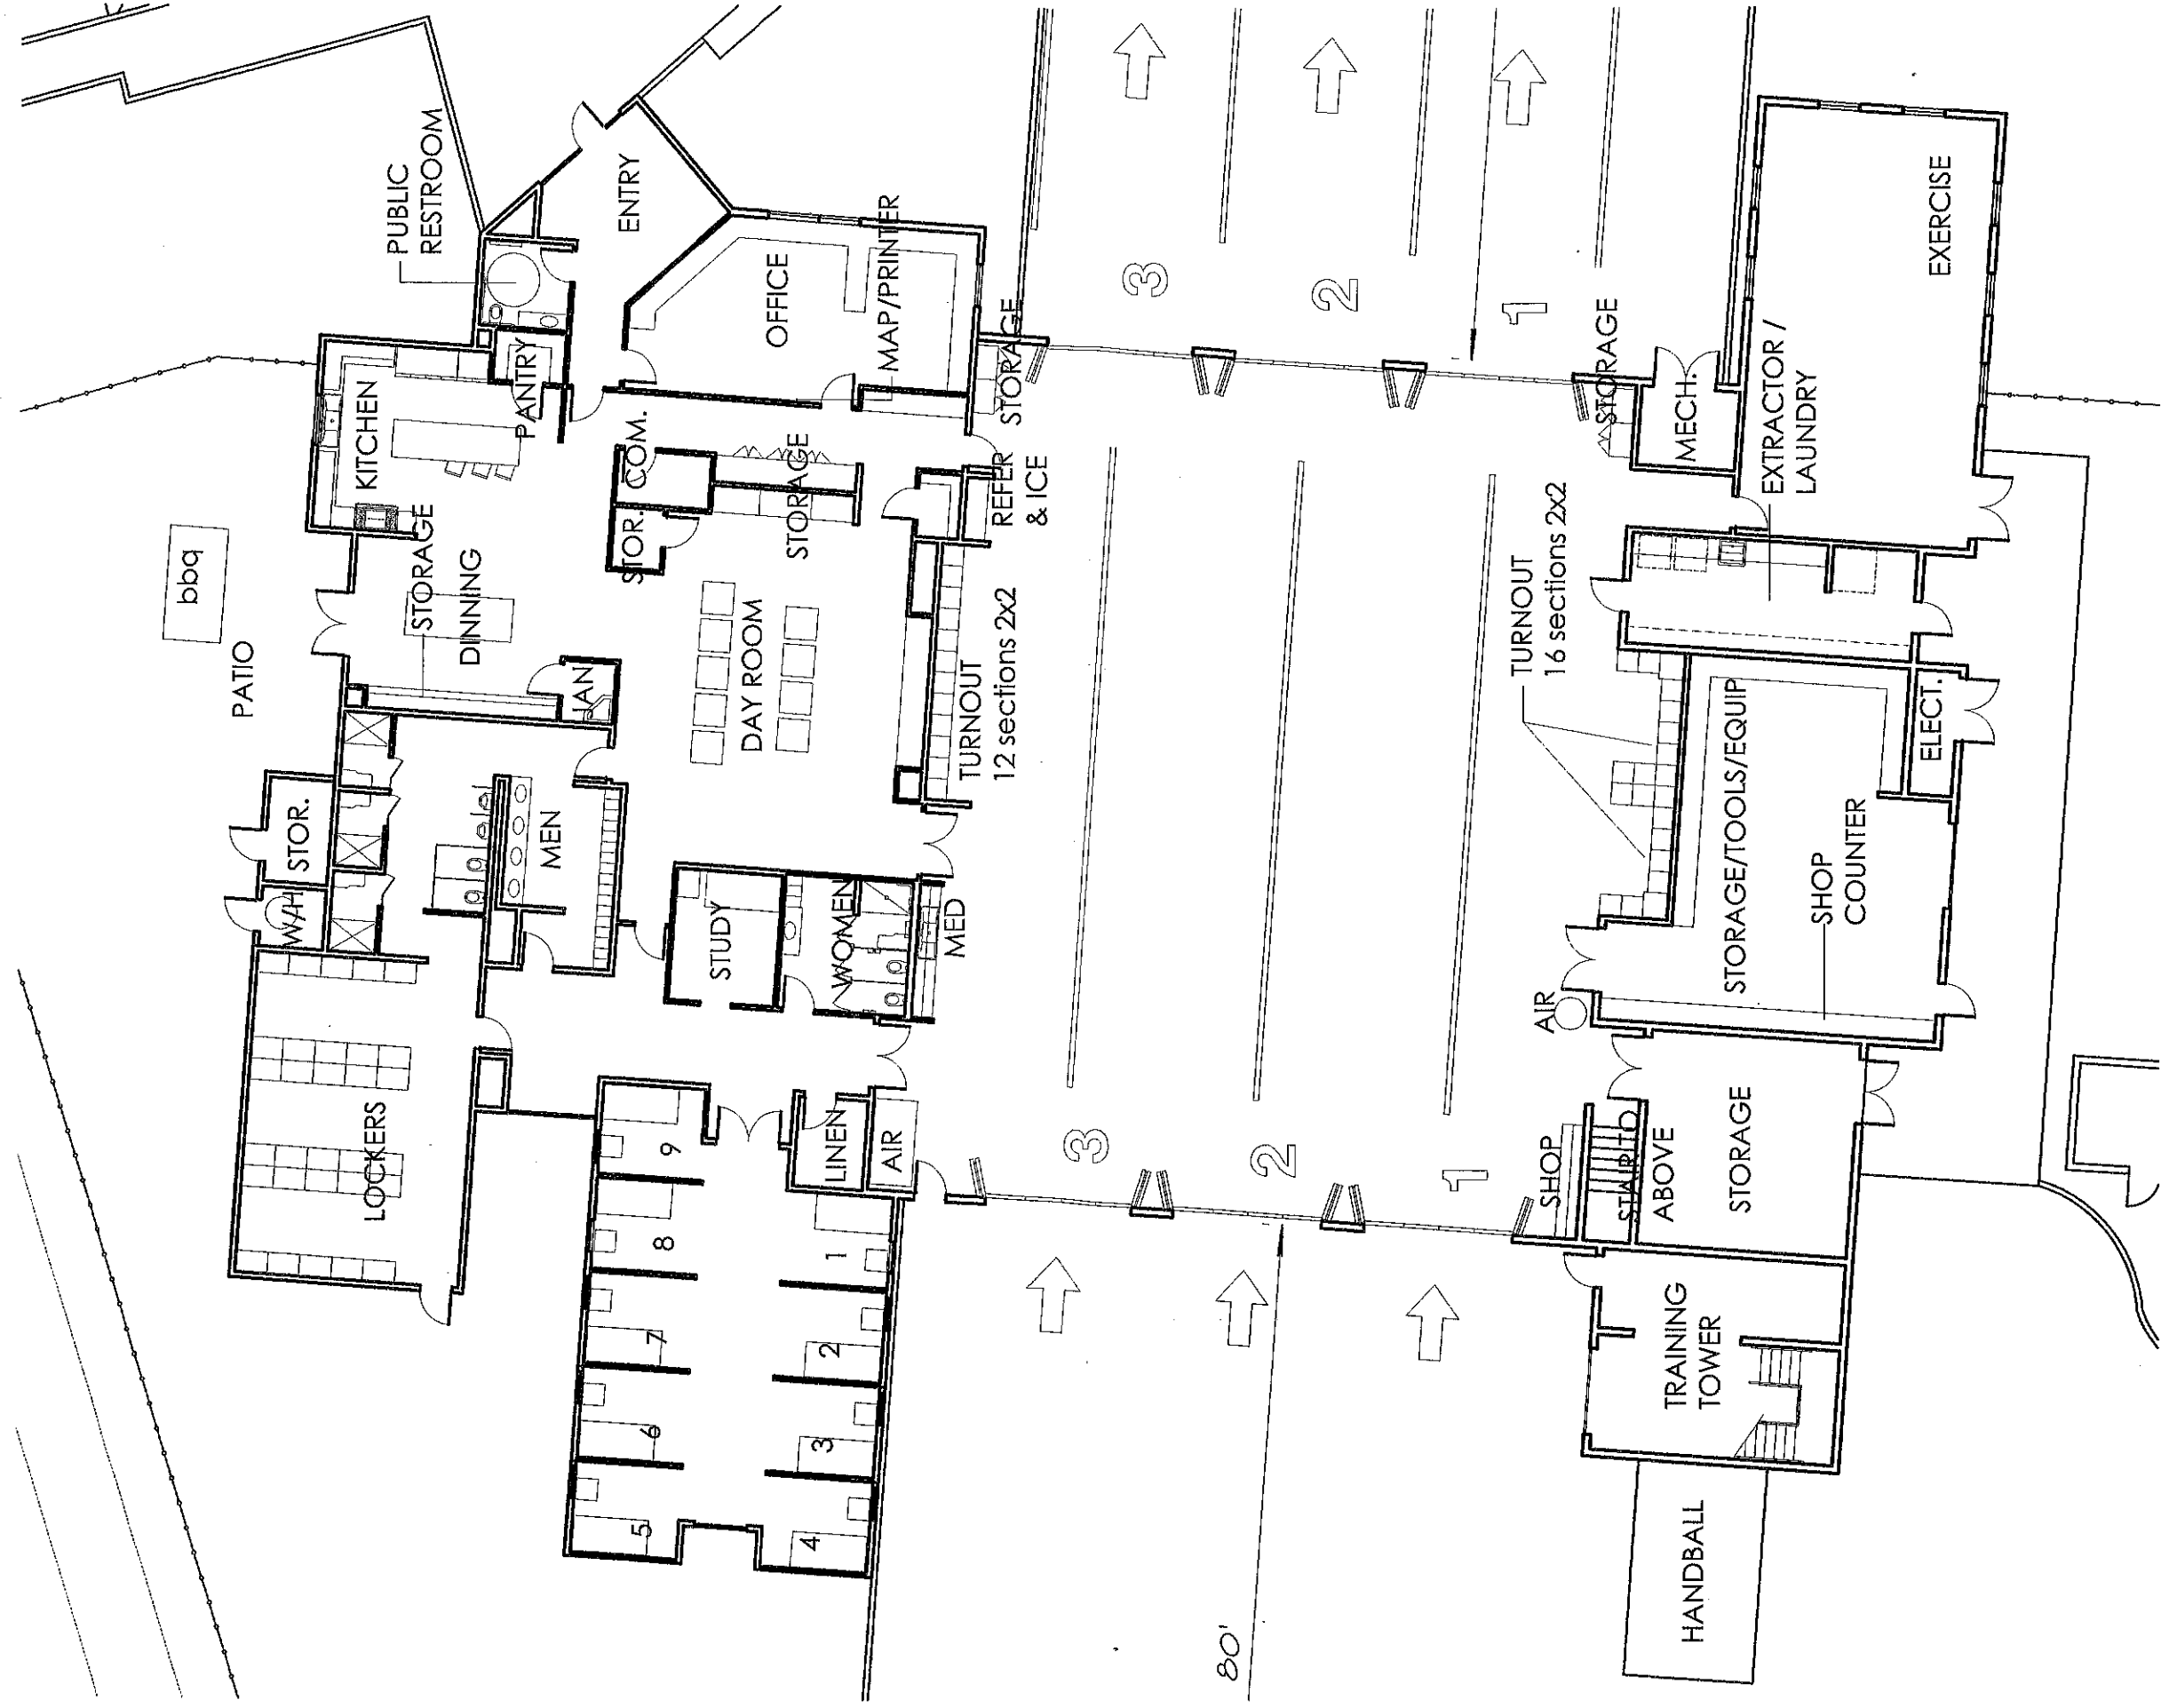 bbq
PATIO
STOR.
W/H
LOCKERS
PUBLIC
RESTROOM
KITCHEN
PANTRY
STORAGE
DINNING
JAN
MEN
ENTRY
OFFICE
MAP/PRINTER
COM.
STOR.
STORAGE
DAY ROOM
STUDY
WOMEN
MED
LINEN
AIR
9
8
7
6
5
1
2
3
4
STORAGE
REFER
& ICE
TURNOUT
12 sections 2x2
3
2
1
3
2
1
80'
STORAGE
MECH.
EXTRACTOR /
LAUNDRY
EXERCISE
TURNOUT
16 sections 2x2
STORAGE/TOOLS/EQUIP
ELECT.
SHOP
COUNTER
AIR
SHOP
STAIR TO
ABOVE
STORAGE
TRAINING
TOWER
HANDBALL